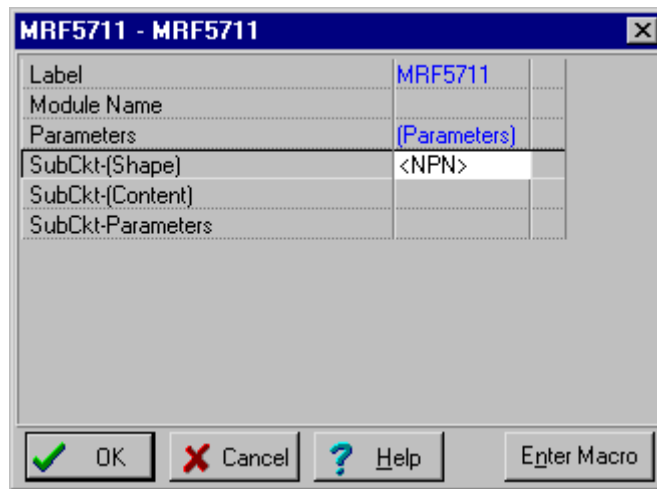 MRF5711 - MRF5711
Label MRF5711
Module Name
Parameters (Parameters)
SubCkt-(Shape) <NPN>
SubCkt-(Content)
SubCkt-Parameters
OK Cancel Help Enter Macro